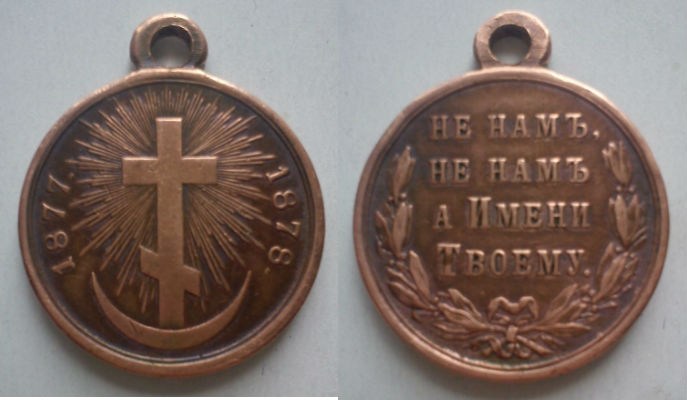 1877.
1878
НЕ НАМЪ,
НЕ НАМЪ
А ИМЕНИ
ТВОЕМУ.